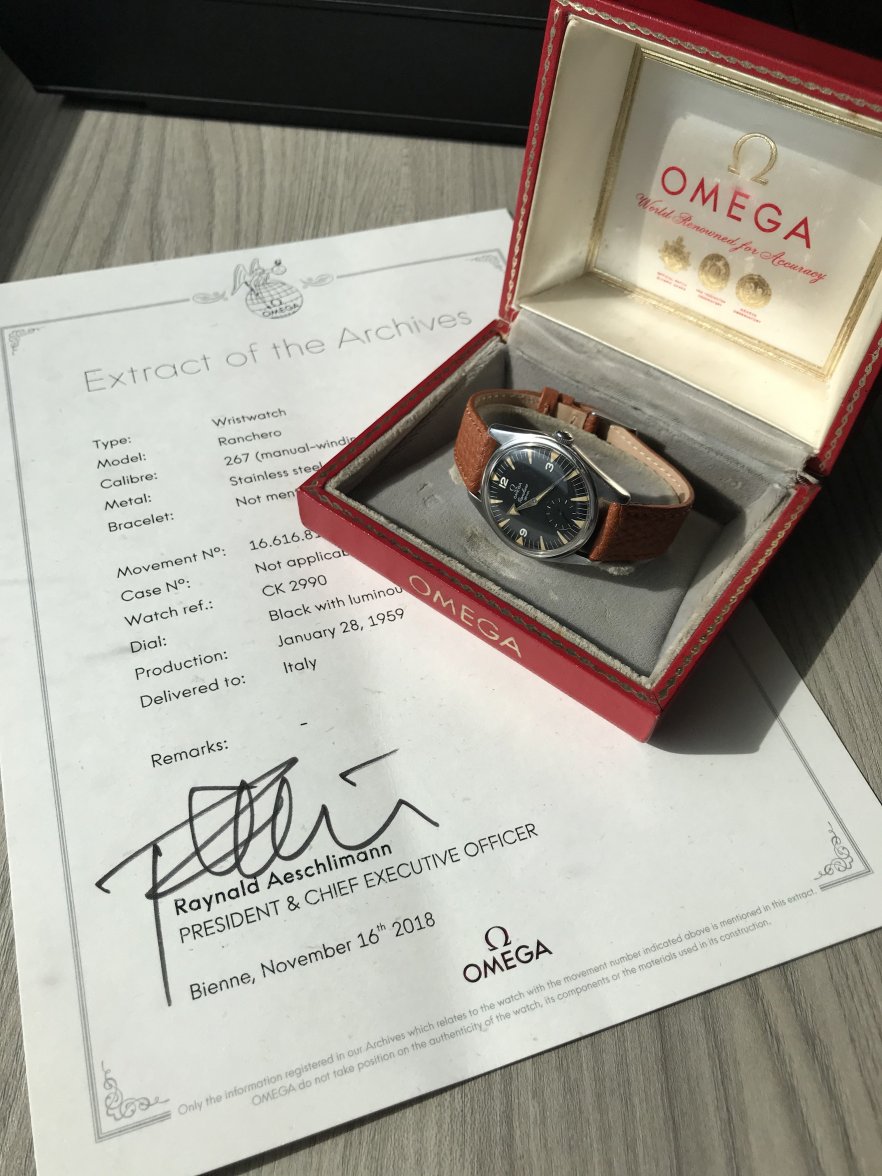 OMEGA
World Renowned for Accuracy
OMEGA
Extract of the Archives
Type: Wristwatch
Model: Ranchero
Calibre: 267 (manual-windin
Metal: Stainless steel
Bracelet: Not men
Movement N°: 16.616.8
Case N°: Not applicab
Watch ref.: CK 2990
Dial: Black with luminou
Production: January 28, 1959
Delivered to: Italy
Remarks: -
Raynald Aeschlimann
PRESIDENT & CHIEF EXECUTIVE OFFICER
Bienne, November 16th 2018
OMEGA
Only the information registered in our Archives which relates to the watch with the movement number indicated above is mentioned in this extract.
OMEGA do not take position on the authenticity of the watch, its components or the materials used in its construction.
12
3
9
OMEGA
Ranchero
OMEGA